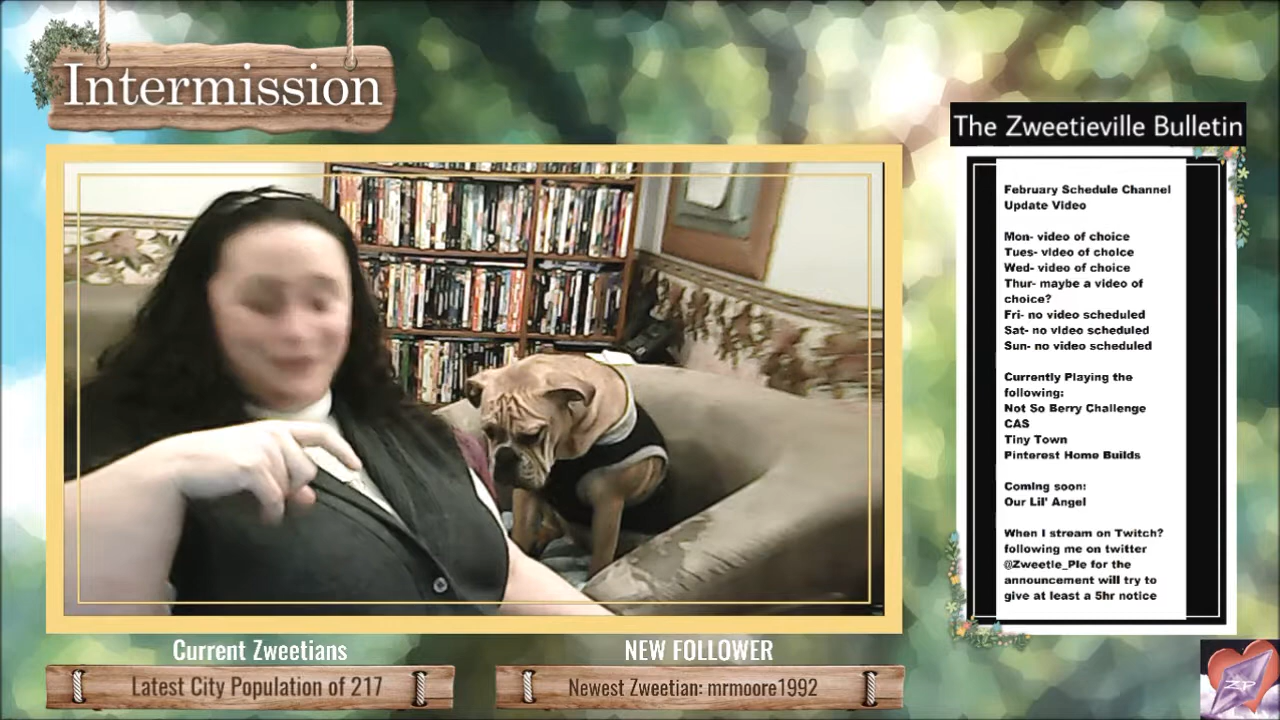 Intermission
The Zweetieville Bulletin
February Schedule Channel
Update Video
Mon- video of choice
Tues- video of choice
Wed- video of choice
Thur- maybe a video of
choice?
Fri- no video scheduled
Sat- no video scheduled
Sun- no video scheduled
Currently Playing the
following:
Not So Berry Challenge
CAS
Tiny Town
Pinterest Home Builds
Coming soon:
Our Lil' Angel
When I stream on Twitch?
following me on twitter
@Zweetie_Pie for the
announcement will try to
give at least a 5hr notice
Current Zweetians
Latest City Population of 217
NEW FOLLOWER
Newest Zweetian: mrmoore1992
ZP